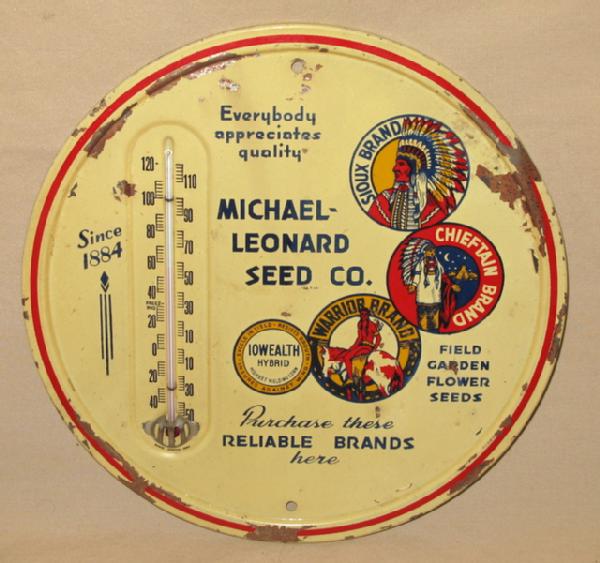 Everybody
appreciates
quality
Since
1884
MICHAEL-
LEONARD
SEED CO.
SIOUX BRAND
CHIEFTAIN BRAND
WARRIOR BRAND
IOWEALTH
HYBRID
FIELD
GARDEN
FLOWER
SEEDS
Purchase these
RELIABLE BRANDS
here
120
110
100
90
80
70
60
50
40
30
20
10
0
10
20
30
40
50